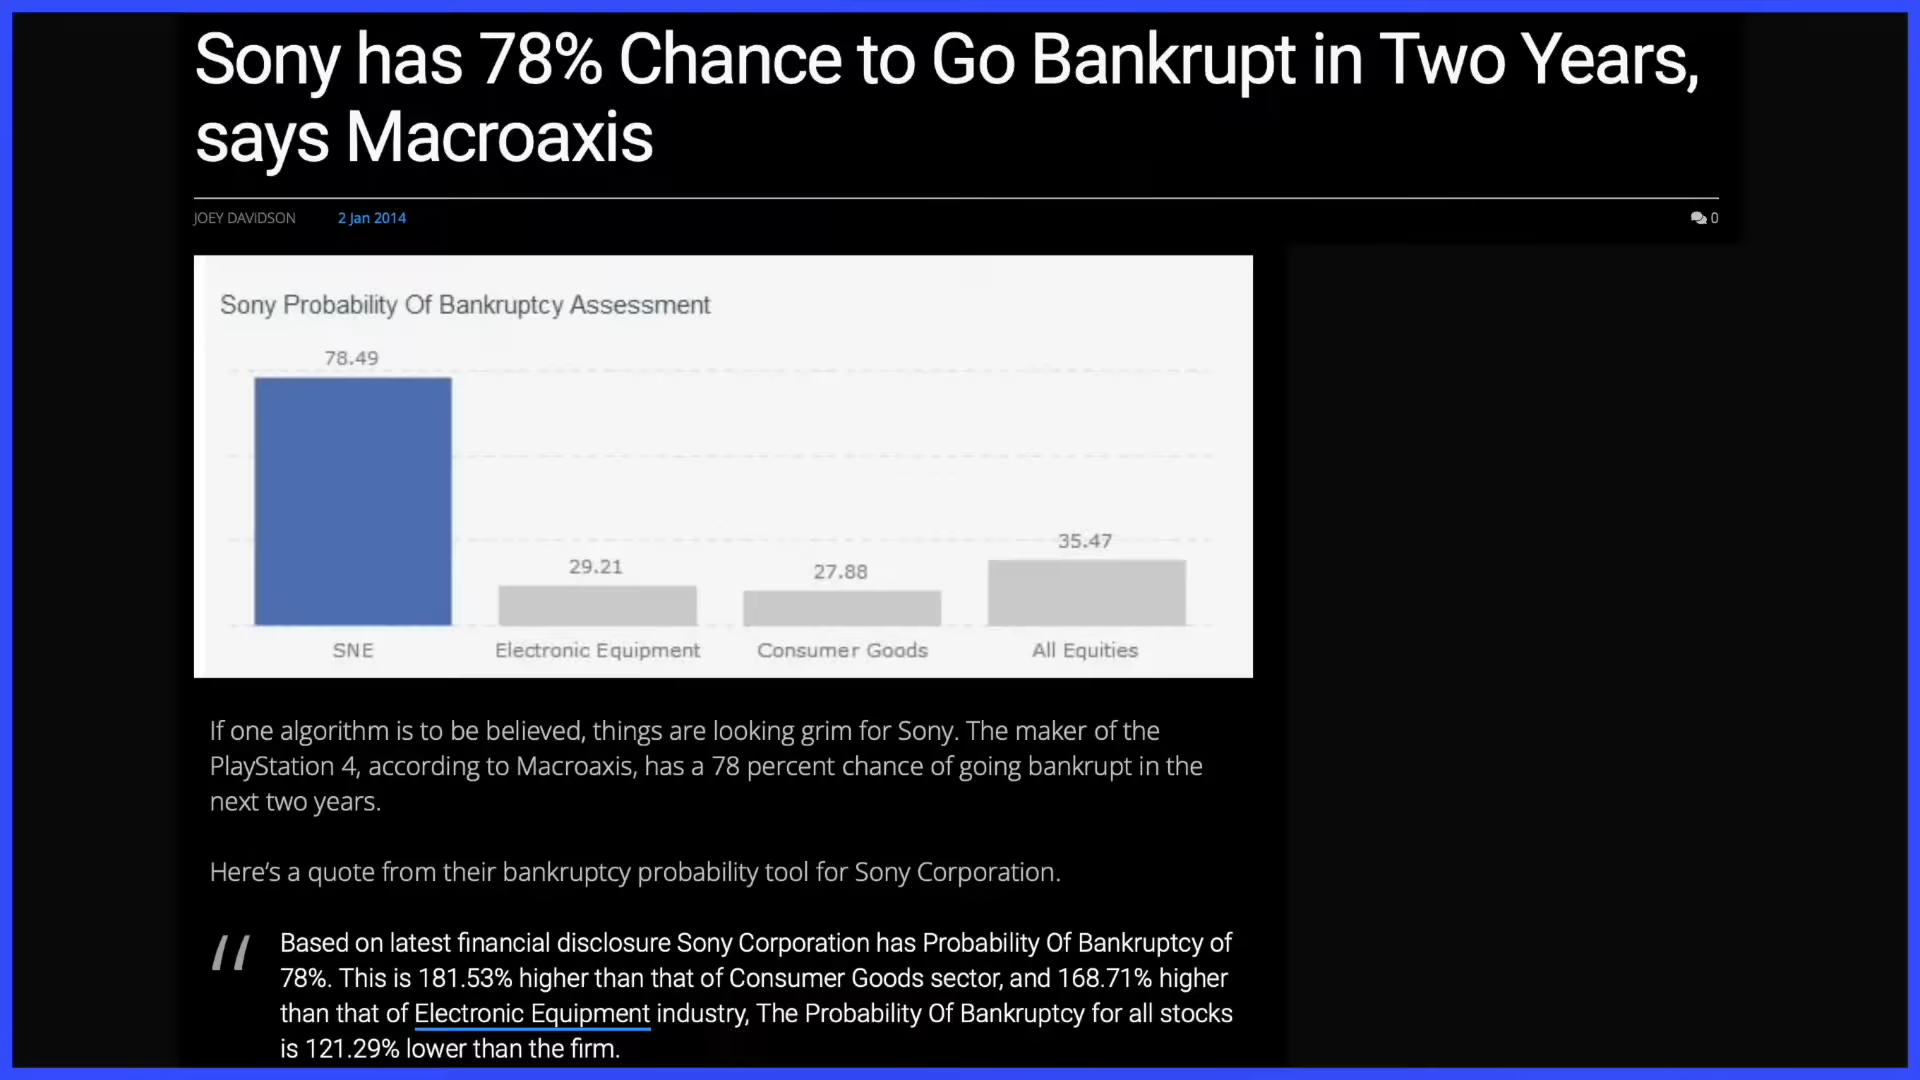 Sony has 78% Chance to Go Bankrupt in Two Years,
says Macroaxis
JOEY DAVIDSON 2 Jan 2014 0
Sony Probability Of Bankruptcy Assessment
78.49
29.21
27.88
35.47
SNE Electronic Equipment Consumer Goods All Equities
If one algorithm is to be believed, things are looking grim for Sony. The maker of the
PlayStation 4, according to Macroaxis, has a 78 percent chance of going bankrupt in the
next two years.
Here’s a quote from their bankruptcy probability tool for Sony Corporation.
" Based on latest financial disclosure Sony Corporation has Probability Of Bankruptcy of
78%. This is 181.53% higher than that of Consumer Goods sector, and 168.71% higher
than that of Electronic Equipment industry, The Probability Of Bankruptcy for all stocks
is 121.29% lower than the firm.